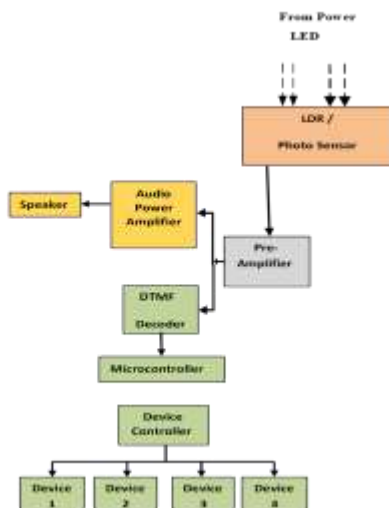 From Power
LED
LDR /
Photo Sensor
Audio
Power
Amplifier
Speaker
Pre-
Amplifier
DTMF
Decoder
Microcontroller
Device
Controller
Device
1
Device
2
Device
3
Device
4